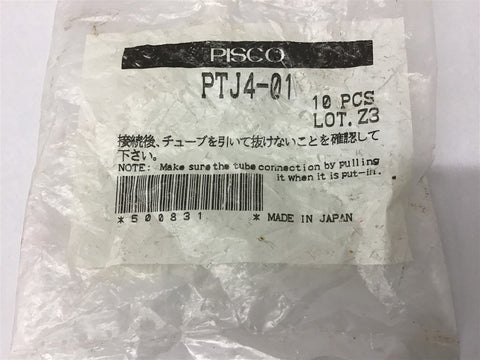 PISCO
PTJ4-01
10 PCS
LOT. Z3
接続後、チューブを引いて抜けないことを確認して
下さい。
NOTE: Make sure the tube connection by pulling
it when it is put-in.
*500831*
MADE IN JAPAN